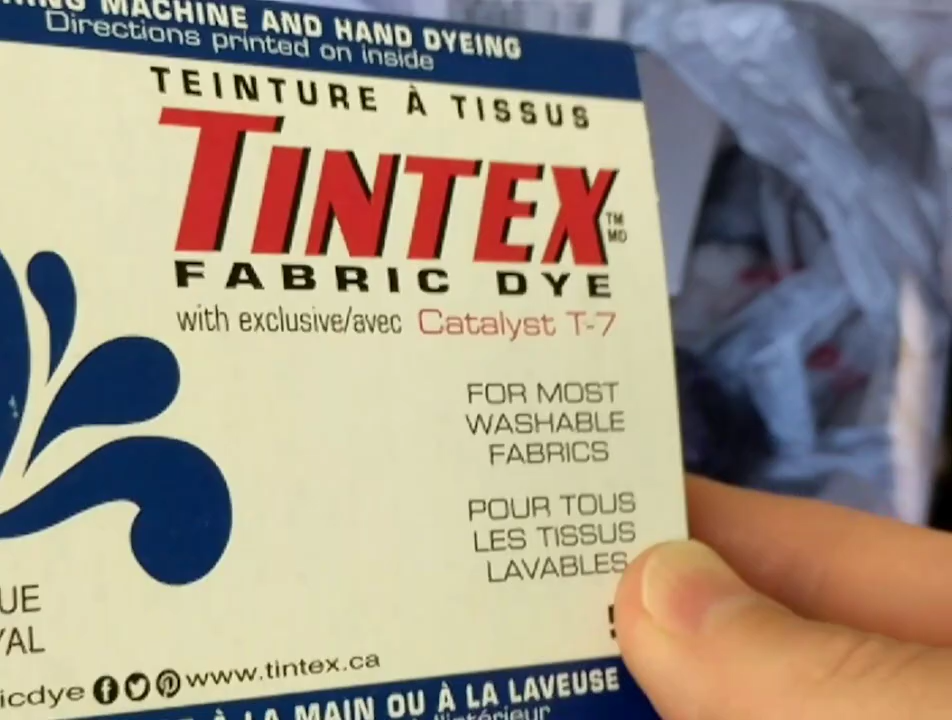 MACHINE AND HAND DYEING
Directions printed on inside
TEINTURE À TISSUS
TINTEX TM MD
FABRIC DYE
with exclusive/avec Catalyst T-7
FOR MOST
WASHABLE
FABRICS
POUR TOUS
LES TISSUS
LAVABLES
UE
YAL
icdye www.tintex.ca
À LA MAIN OU À LA LAVEUSE
l'intérieur